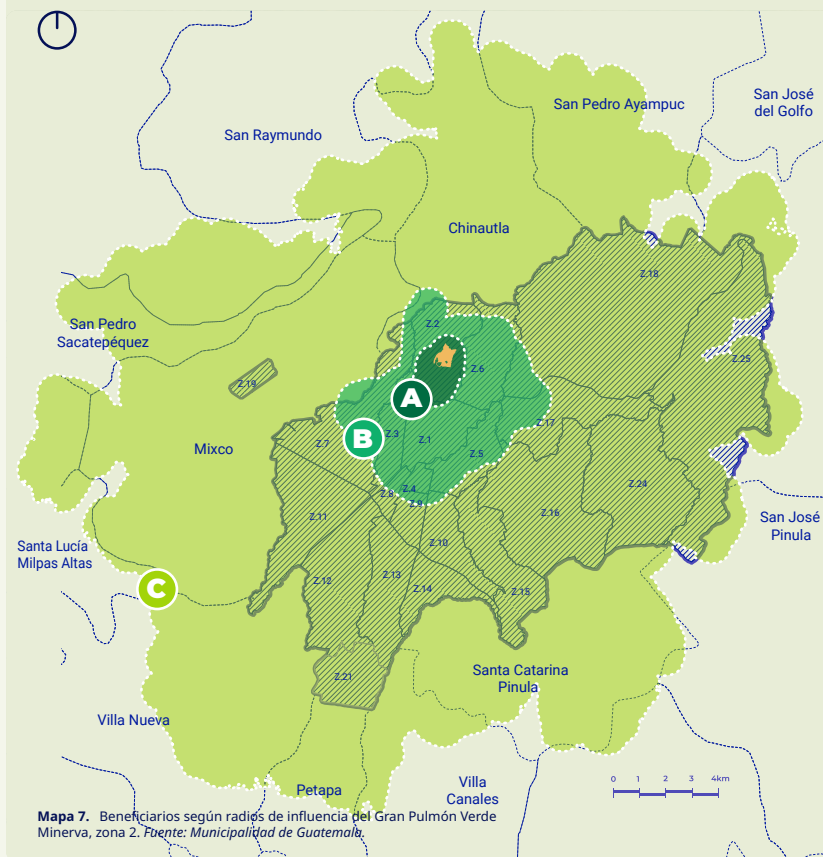 San Pedro Ayampuc
San José
del Golfo
San Raymundo
Chinautla
Z.18
San Pedro
Sacatepéquez
Z.2
Z.6
Z.25
Z.19
A
B
Z.3
Z.1
Z.17
Z.7
Mixco
Z.5
Z.4
Z.8
Z.9
Z.24
Z.11
Z.16
San José
Pinula
Z.10
Santa Lucía
Milpas Altas
C
Z.12
Z.13
Z.14
Z.15
Z.21
Santa Catarina
Pinula
Villa Nueva
Petapa
Villa
Canales
0 1 2 3 4km
Mapa 7. Beneficiarios según radios de influencia del Gran Pulmón Verde
Minerva, zona 2. Fuente: Municipalidad de Guatemala.